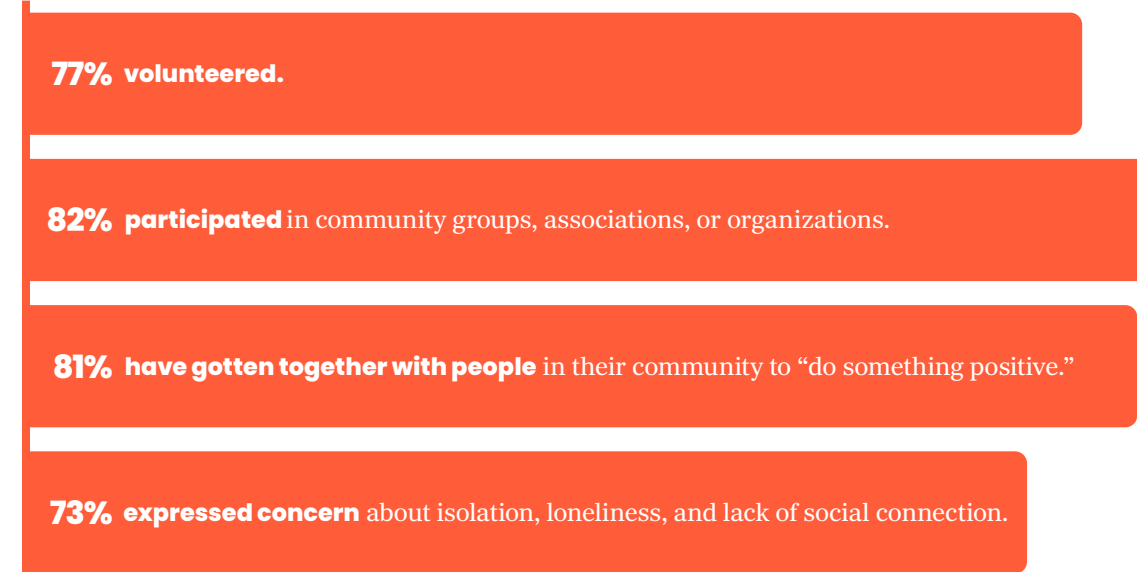 77% volunteered.
82% participated in community groups, associations, or organizations.
81% have gotten together with people in their community to “do something positive.”
73% expressed concern about isolation, loneliness, and lack of social connection.